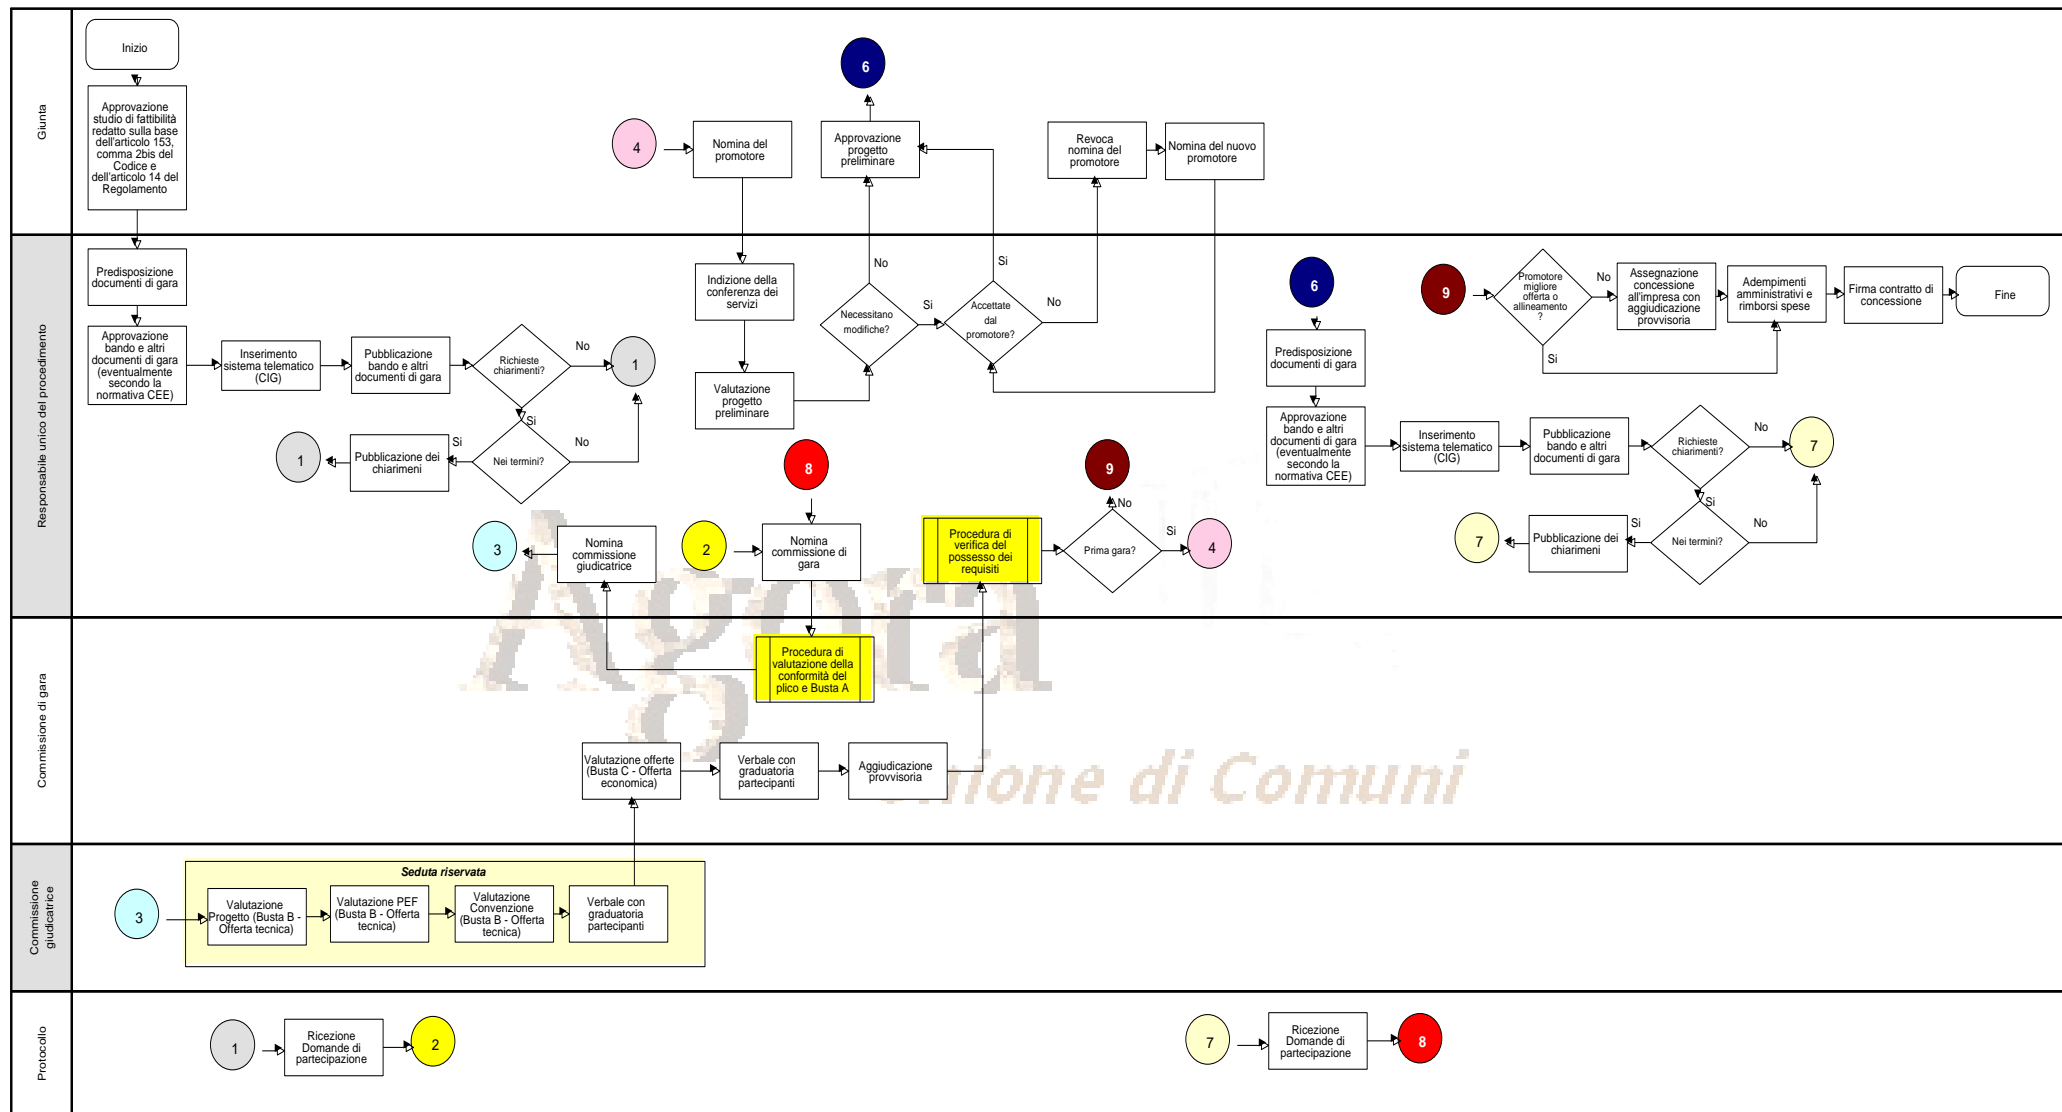 Giunta
Inizio
Approvazione
studio di fattibilità
redatto sulla base
dell'articolo 153,
comma 2bis del
Codice e
dell'articolo 14 del
Regolamento
4
Nomina del
promotore
6
Approvazione
progetto
preliminare
Revoca
nomina del
promotore
Nomina del nuovo
promotore
Responsabile unico del procedimento
Predisposizione
documenti di gara
Approvazione
bando e altri
documenti di gara
(eventualmente
secondo la
normativa CEE)
Inserimento
sistema telematico
(CIG)
Pubblicazione
bando e altri
documenti di gara
Richieste
chiarimenti?
No
1
Si
Nei termini?
No
Si
Pubblicazione dei
chiarimeni
1
Indizione della
conferenza dei
servizi
Valutazione
progetto
preliminare
Necessitano
modifiche?
No
Si
Accettate
dal
promotore?
Si
No
6
Predisposizione
documenti di gara
Approvazione
bando e altri
documenti di gara
(eventualmente
secondo la
normativa CEE)
Inserimento
sistema telematico
(CIG)
Pubblicazione
bando e altri
documenti di gara
Richieste
chiarimenti?
No
7
Si
Nei termini?
No
Si
Pubblicazione dei
chiarimeni
7
9
Promotore
migliore
offerta o
allineamento
?
No
Si
Assegnazione
concessione
all'impresa con
aggiudicazione
provvisoria
Adempimenti
amministrativi e
rimborsi spese
Firma contratto di
concessione
Fine
3
Nomina
commissione
giudicatrice
2
8
Nomina
commissione di
gara
Procedura di
verifica del
possesso dei
requisiti
Prima gara?
No
9
Si
4
Commissione di gara
Procedura di
valutazione della
conformità del
plico e Busta A
Valutazione offerte
(Busta C - Offerta
economica)
Verbale con
graduatoria
partecipanti
Aggiudicazione
provvisoria
Agorà
Unione di Comuni
Commissione
giudicatrice
3
Seduta riservata
Valutazione
Progetto (Busta B -
Offerta tecnica)
Valutazione PEF
(Busta B - Offerta
tecnica)
Valutazione
Convenzione
(Busta B - Offerta
tecnica)
Verbale con
graduatoria
partecipanti
Protocollo
1
Ricezione
Domande di
partecipazione
2
7
Ricezione
Domande di
partecipazione
8